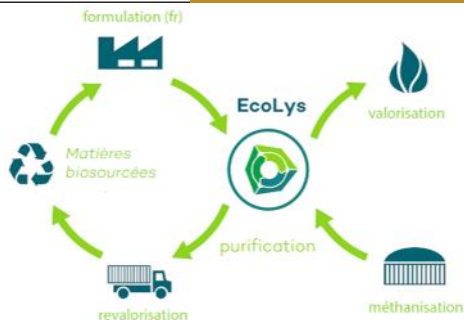 formulation (fr)
EcoLys
valorisation
Matières
biosourcées
purification
revalorisation
méthanisation